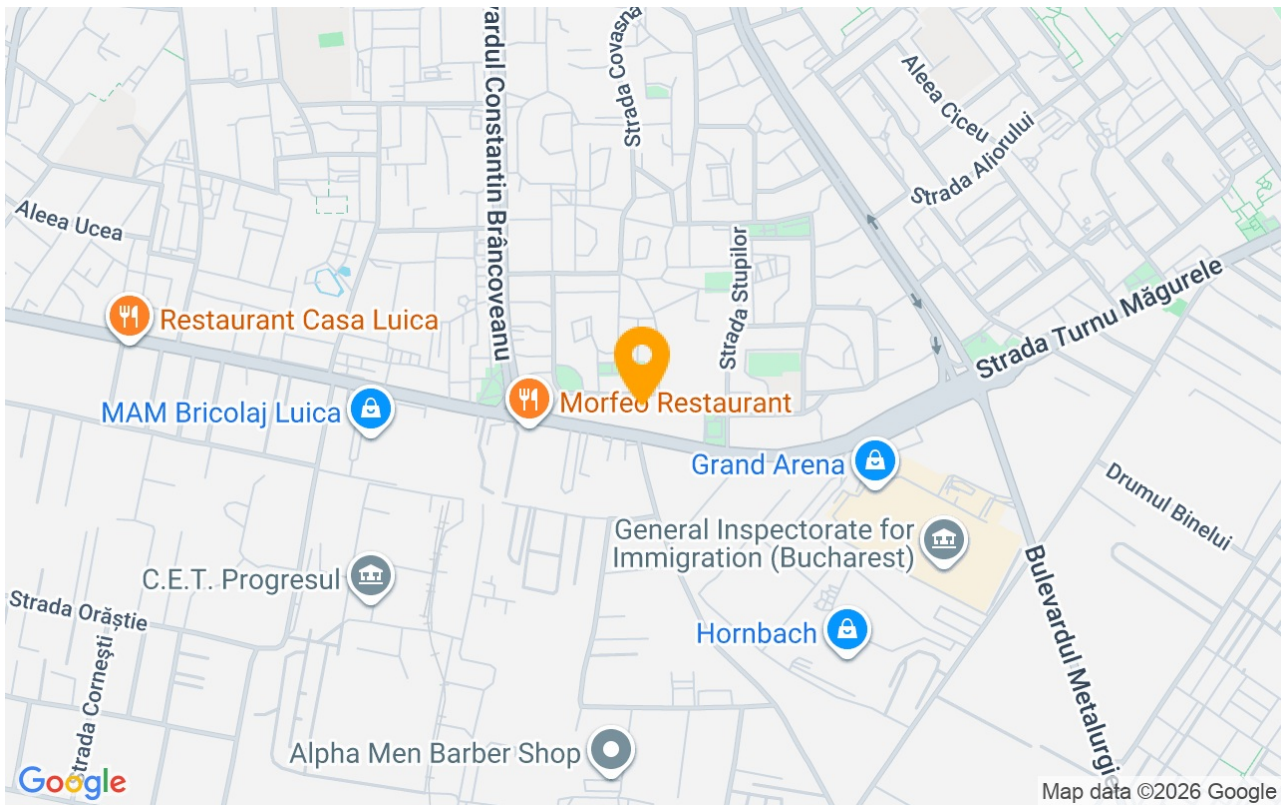 Bulevardul Constantin Brâncoveanu
Strada Covasna
Aleea Ciceu
Strada Aliorului
Aleea Ucea
Restaurant Casa Luica
Strada Stupilor
Strada Turnu Măgurele
MAM Bricolaj Luica
Morfeo Restaurant
Grand Arena
Drumul Binelui
General Inspectorate for
Immigration (Bucharest)
C.E.T. Progresul
Strada Orăștie
Strada Cornești
Hornbach
Bulevardul Metalurgiei
Alpha Men Barber Shop
Google
Map data ©2026 Google